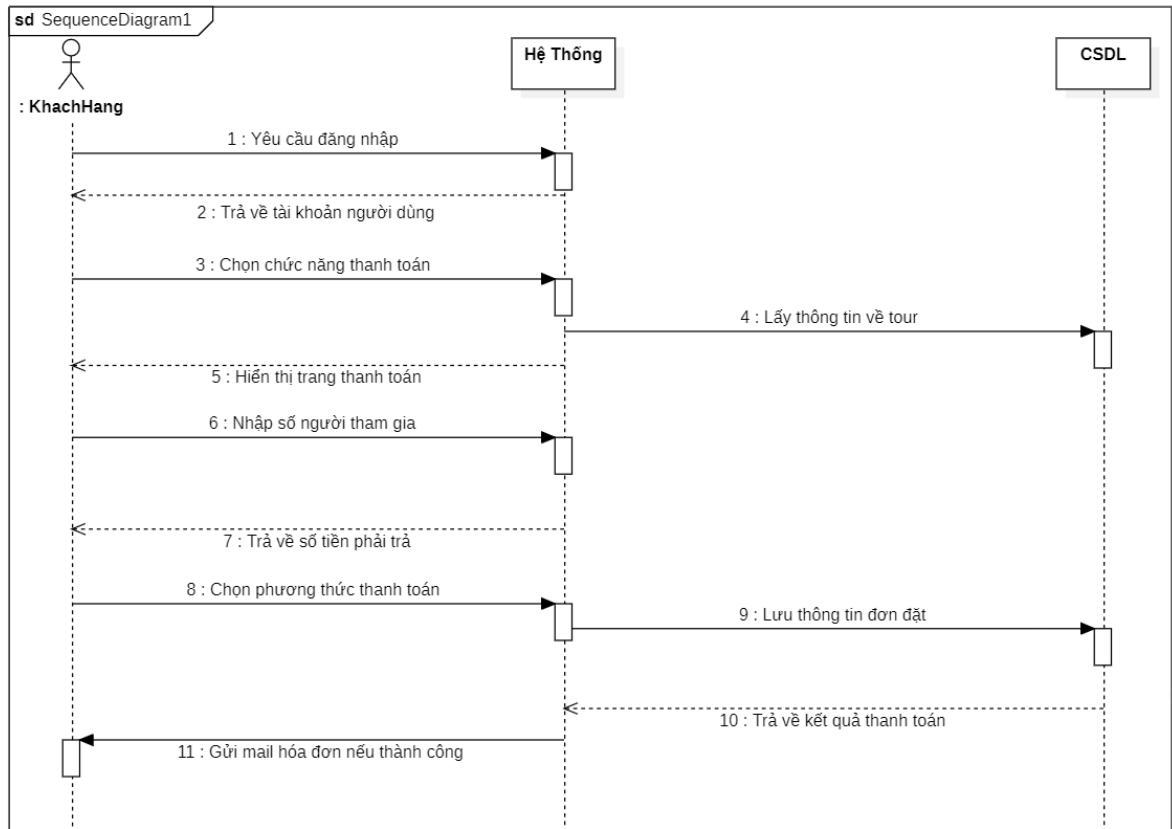 sd SequenceDiagram1
Hệ Thống
CSDL
: KhachHang
1 : Yêu cầu đăng nhập
2 : Trả về tài khoản người dùng
3 : Chọn chức năng thanh toán
4 : Lấy thông tin về tour
5 : Hiển thị trang thanh toán
6 : Nhập số người tham gia
7 : Trả về số tiền phải trả
8 : Chọn phương thức thanh toán
9 : Lưu thông tin đơn đặt
10 : Trả về kết quả thanh toán
11 : Gửi mail hóa đơn nếu thành công